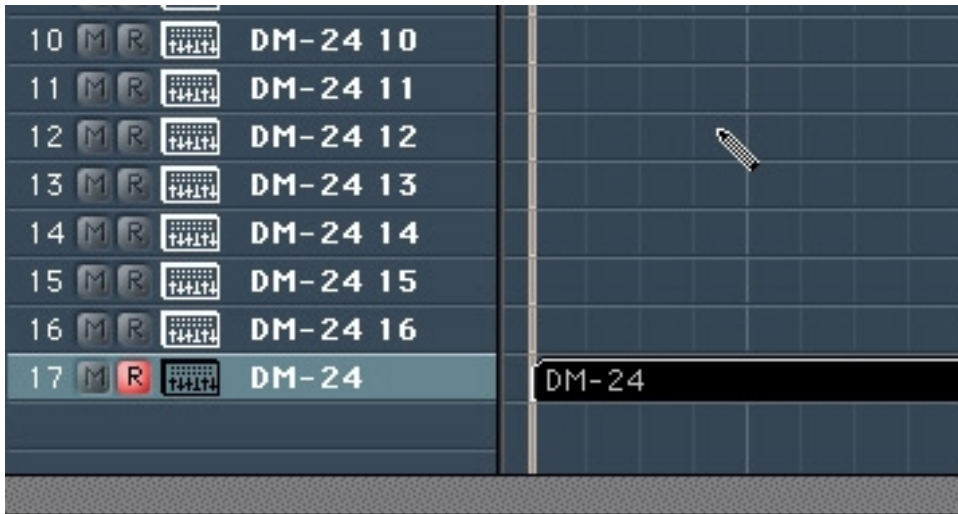 10 M R DM-24 10
11 M R DM-24 11
12 M R DM-24 12
13 M R DM-24 13
14 M R DM-24 14
15 M R DM-24 15
16 M R DM-24 16
17 M R DM-24 DM-24